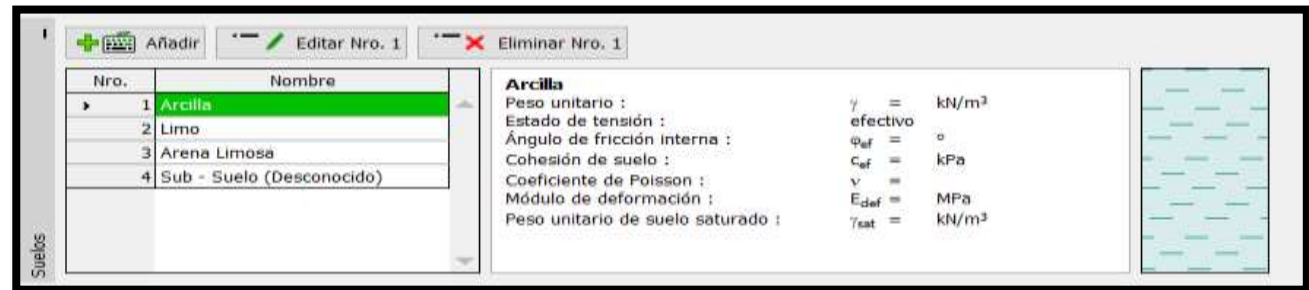 Añadir Editar Nro. 1 Eliminar Nro. 1
Nro. Nombre
1 Arcilla
2 Limo
3 Arena Limosa
4 Sub - Suelo (Desconocido)
Arcilla
Peso unitario : γ = kN/m³
Estado de tensión : efectivo
Ángulo de fricción interna : φef = °
Cohesión de suelo : cef = kPa
Coeficiente de Poisson : ν =
Módulo de deformación : Edef = MPa
Peso unitario de suelo saturado : γsat = kN/m³
Suelos